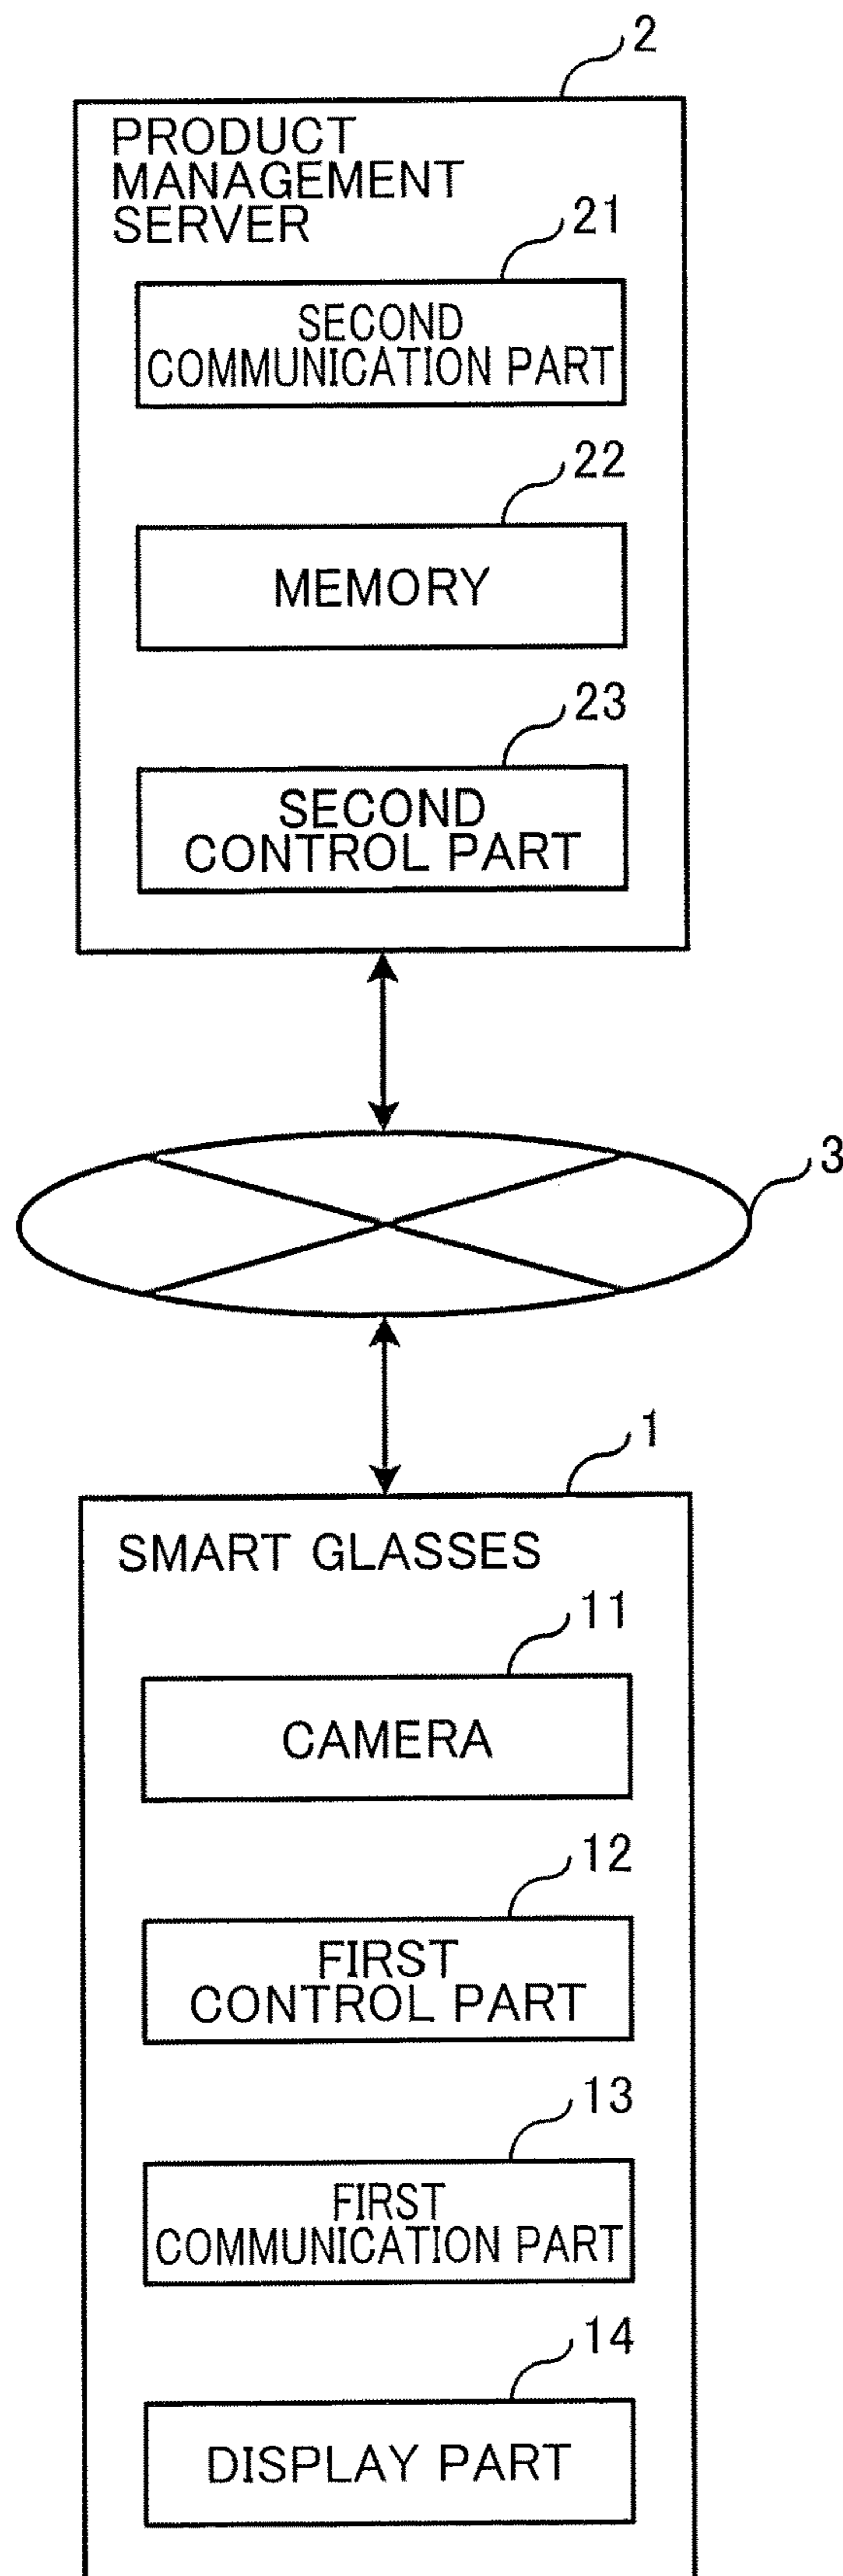 2
PRODUCT
MANAGEMENT
SERVER
21
SECOND
COMMUNICATION PART
22
MEMORY
23
SECOND
CONTROL PART
3
1
SMART GLASSES
11
CAMERA
12
FIRST
CONTROL PART
13
FIRST
COMMUNICATION PART
14
DISPLAY PART